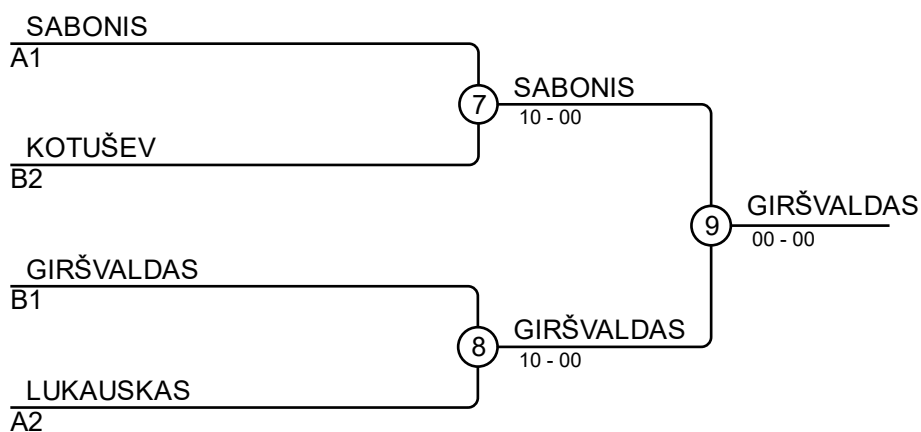 SABONIS
A1
7
SABONIS
10 - 00
KOTUŠEV
B2
9
GIRŠVALDAS
00 - 00
GIRŠVALDAS
B1
8
GIRŠVALDAS
10 - 00
LUKAUSKAS
A2